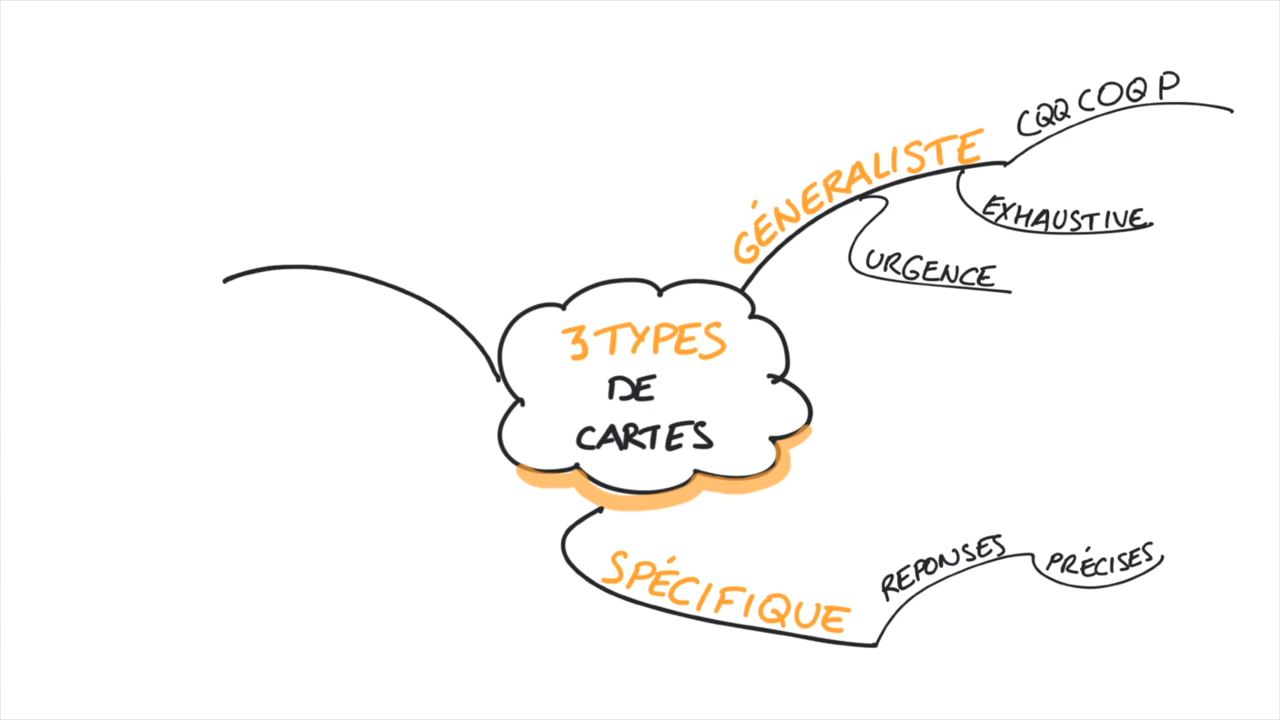 3 TYPES
DE
CARTES
GÉNERALISTE
CQQCOQP
EXHAUSTIVE
URGENCE
SPÉCIFIQUE
REPONSES
PRÉCISES